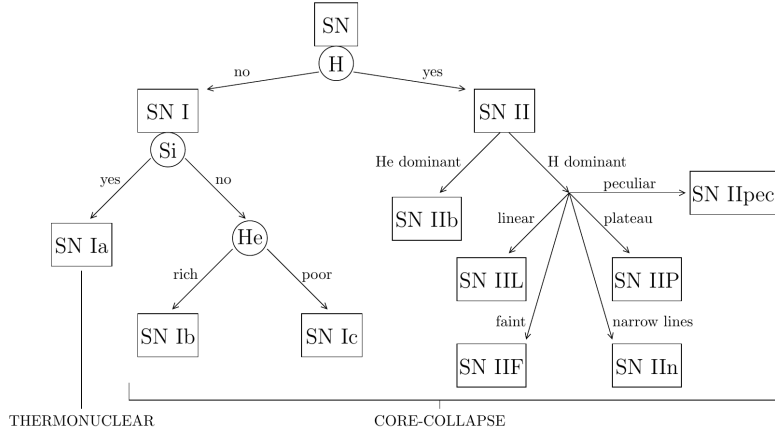 SN
H
no
yes
SN I
SN II
Si
He dominant
H dominant
yes
no
peculiar
SN IIpec
SN IIb
linear
plateau
SN Ia
He
rich
poor
SN IIL
SN IIP
faint
narrow lines
SN Ib
SN Ic
SN IIF
SN IIn
THERMONUCLEAR
CORE-COLLAPSE